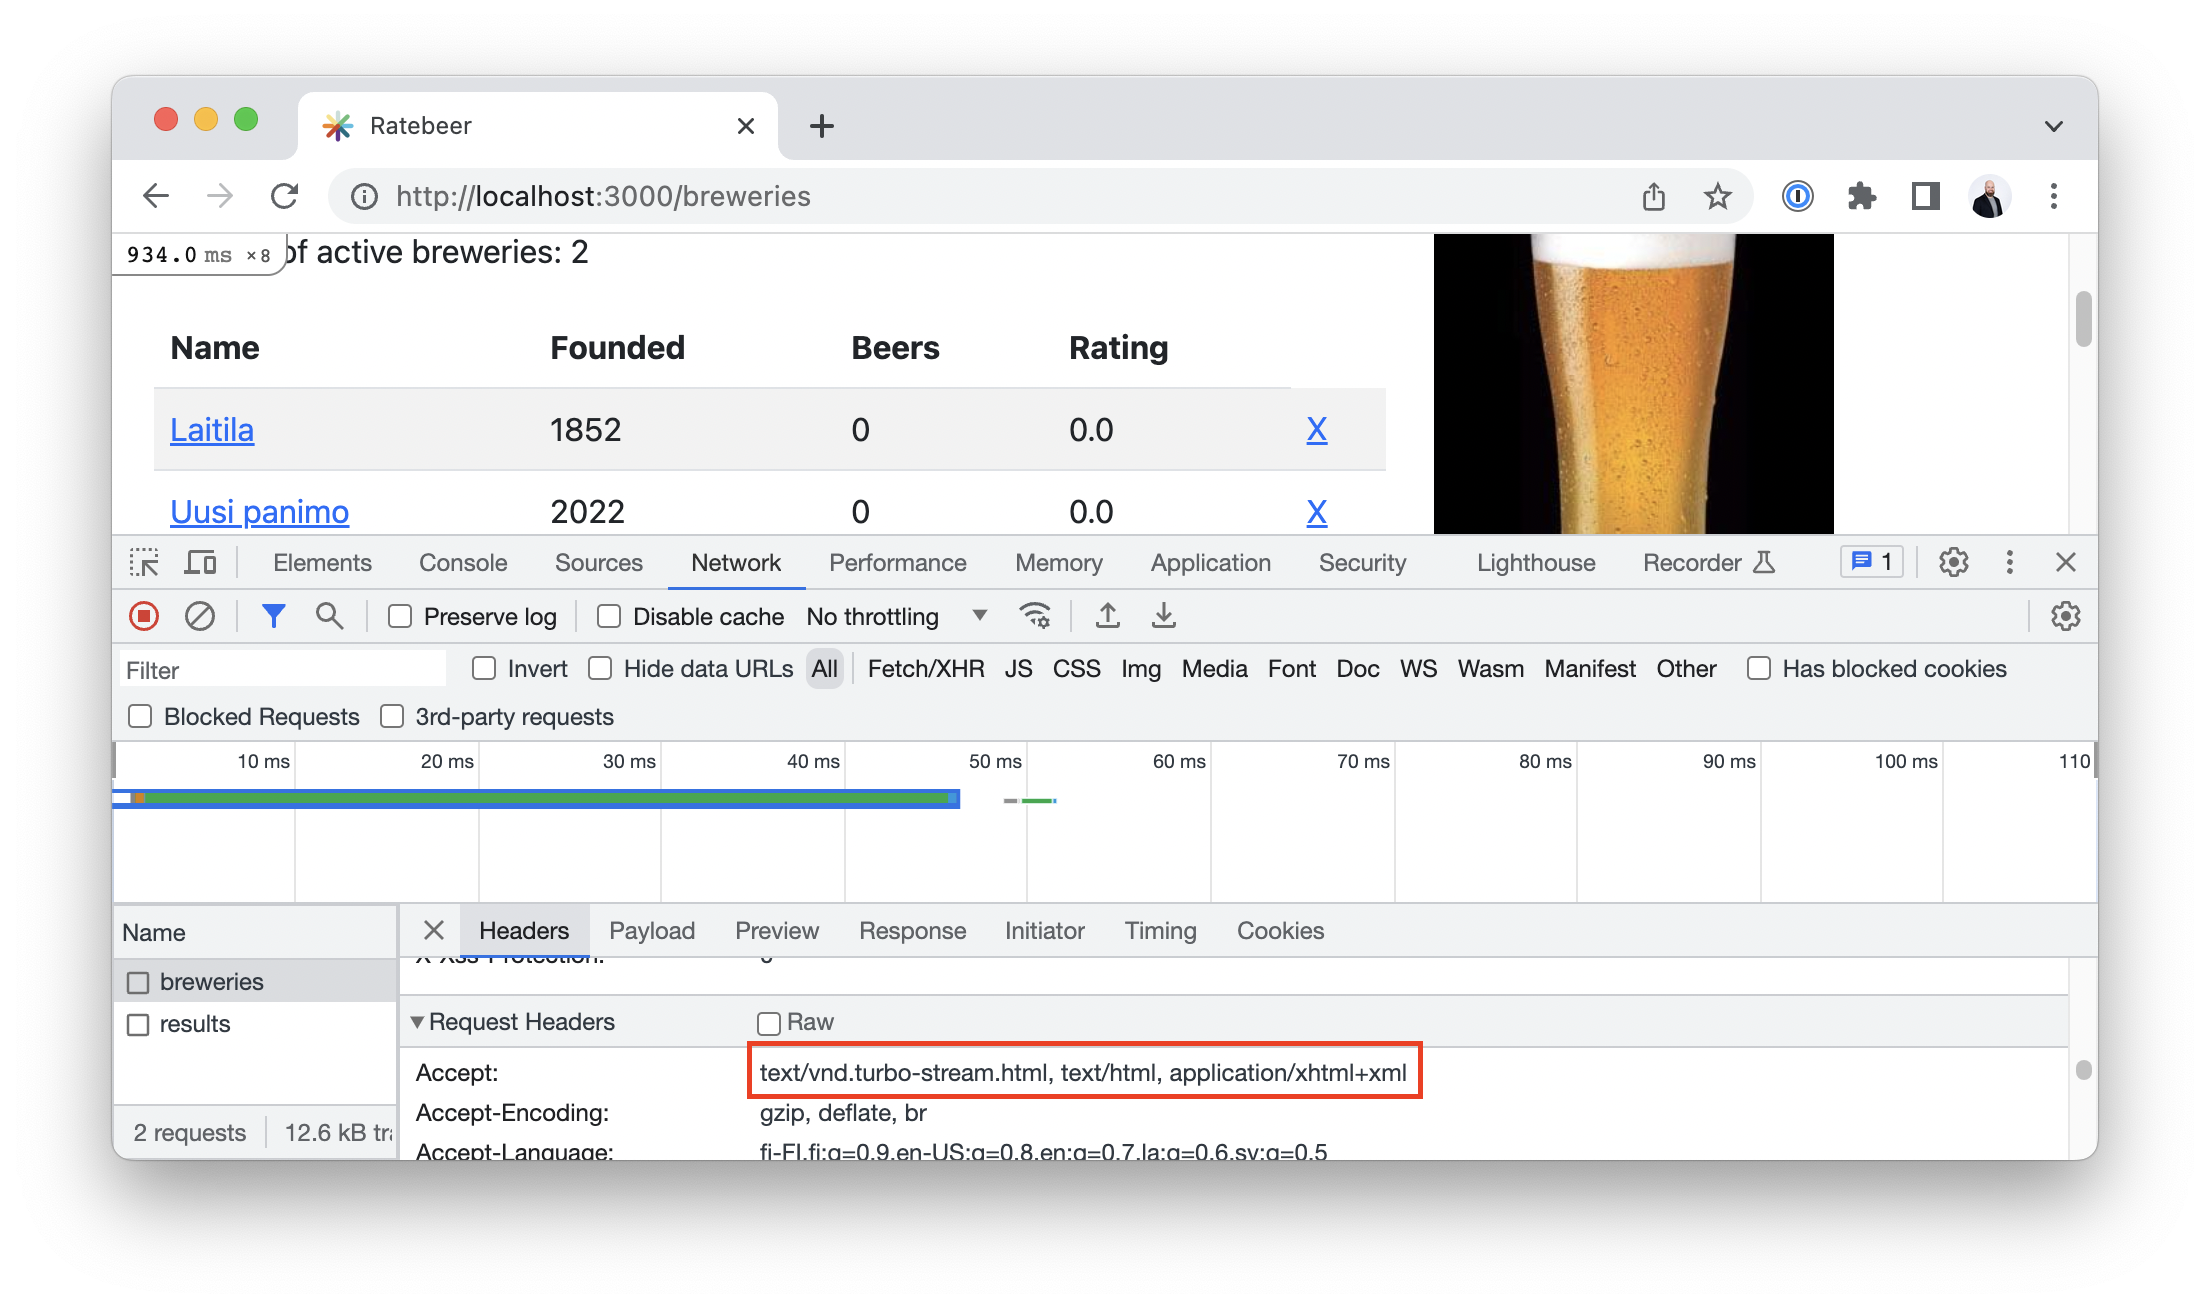 Ratebeer
http://localhost:3000/breweries
934.0 ms ×8
of active breweries: 2
Name Founded Beers Rating
Laitila 1852 0 0.0 X
Uusi panimo 2022 0 0.0 X
Elements Console Sources Network Performance Memory Application Security Lighthouse Recorder 1
Preserve log Disable cache No throttling
Filter Invert Hide data URLs All Fetch/XHR JS CSS Img Media Font Doc WS Wasm Manifest Other Has blocked cookies
Blocked Requests 3rd-party requests
10 ms 20 ms 30 ms 40 ms 50 ms 60 ms 70 ms 80 ms 90 ms 100 ms 110
Name Headers Payload Preview Response Initiator Timing Cookies
X-Xss-Protection: 0
breweries
results
Request Headers Raw
Accept: text/vnd.turbo-stream.html, text/html, application/xhtml+xml
Accept-Encoding: gzip, deflate, br
Accept-Language: fi-FI,fi;q=0.9,en-US;q=0.8,en;q=0.7,la;q=0.6,sv;q=0.5
2 requests 12.6 kB